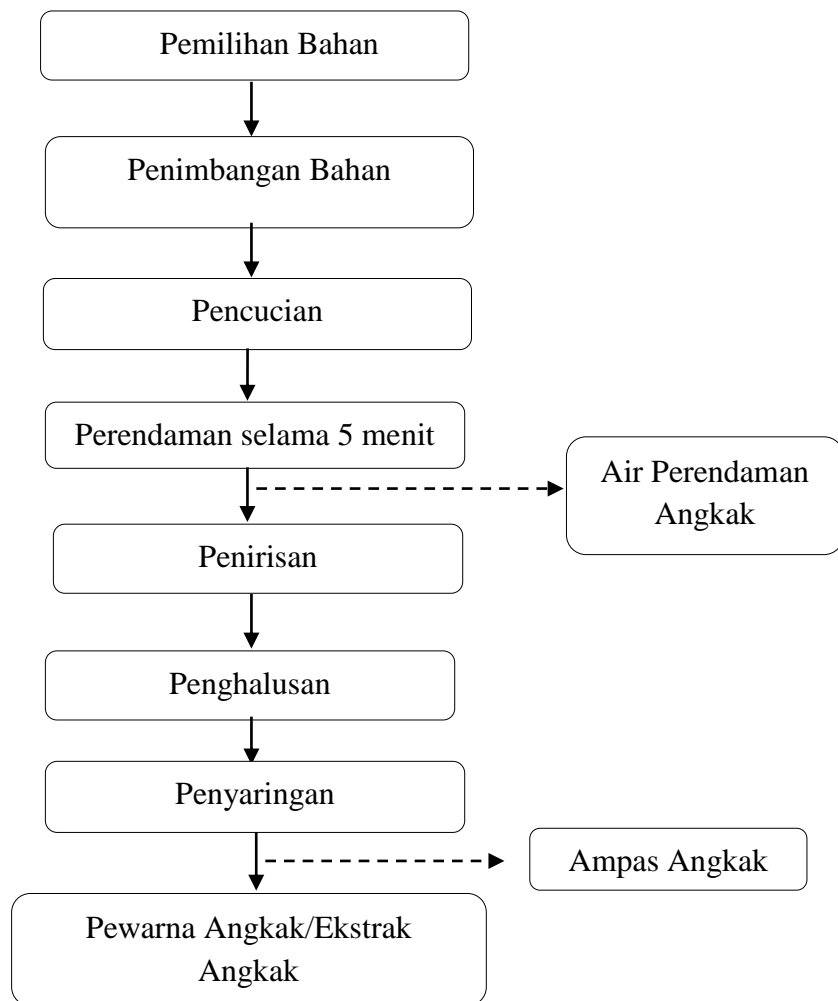 Pemilihan Bahan
Penimbangan Bahan
Pencucian
Perendaman selama 5 menit
Air Perendaman
Angkak
Penirisan
Penghalusan
Penyaringan
Ampas Angkak
Pewarna Angkak/Ekstrak
Angkak